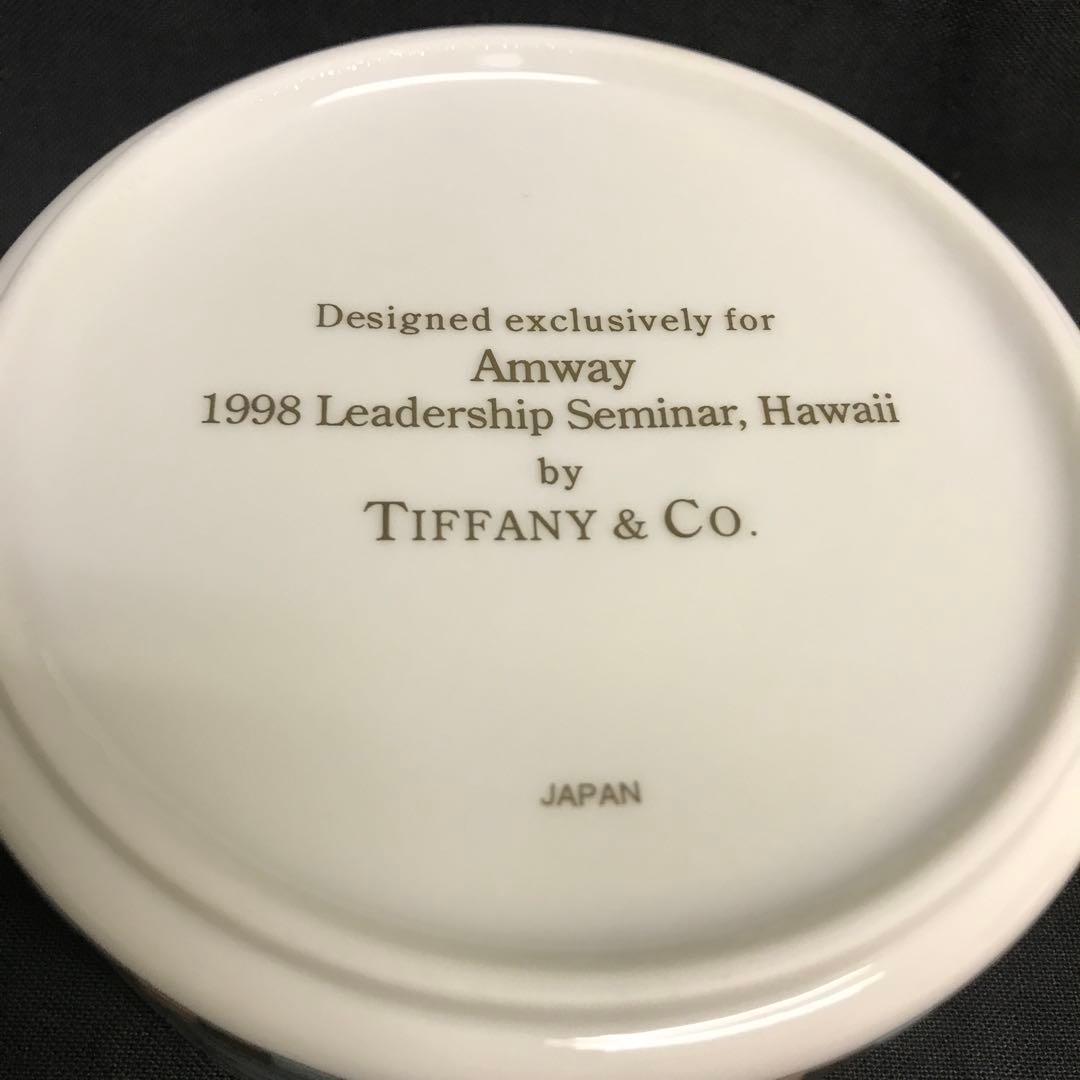 Designed exclusively for
Amway
1998 Leadership Seminar, Hawaii
by
TIFFANY & CO.
JAPAN